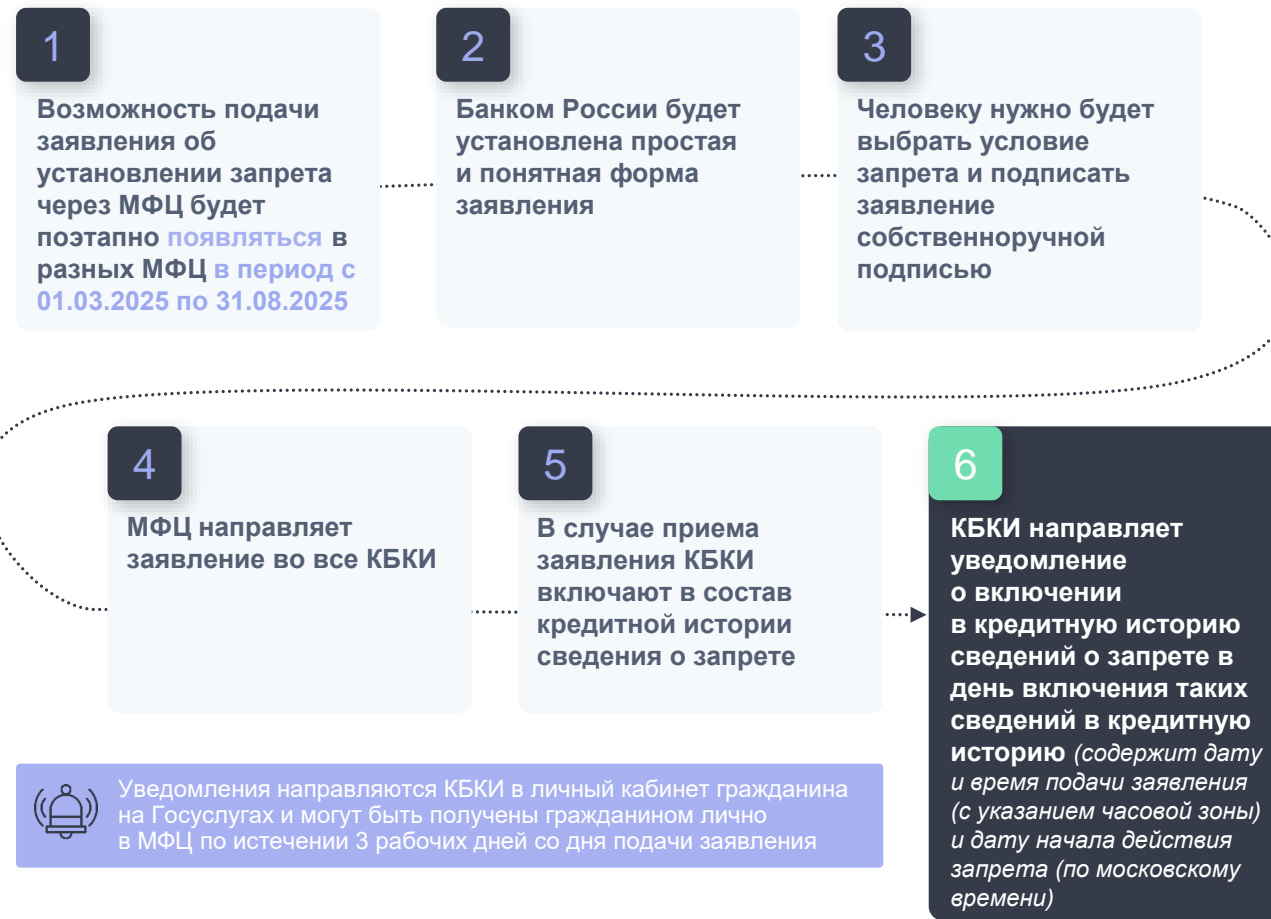 1
Возможность подачи
заявления об
установлении запрета
через МФЦ будет
поэтапно появляться в
разных МФЦ в период с
01.03.2025 по 31.08.2025
2
Банком России будет
установлена простая
и понятная форма
заявления
3
Человеку нужно будет
выбрать условие
запрета и подписать
заявление
собственноручной
подписью
4
МФЦ направляет
заявление во все КБКИ
5
В случае приема
заявления КБКИ
включают в состав
кредитной истории
сведения о запрете
6
КБКИ направляет
уведомление
о включении
в кредитную историю
сведений о запрете в
день включения таких
сведений в кредитную
историю (содержит дату
и время подачи заявления
(с указанием часовой зоны)
и дату начала действия
запрета (по московскому
времени)
Уведомления направляются КБКИ в личный кабинет гражданина
на Госуслугах и могут быть получены гражданином лично
в МФЦ по истечении 3 рабочих дней со дня подачи заявления